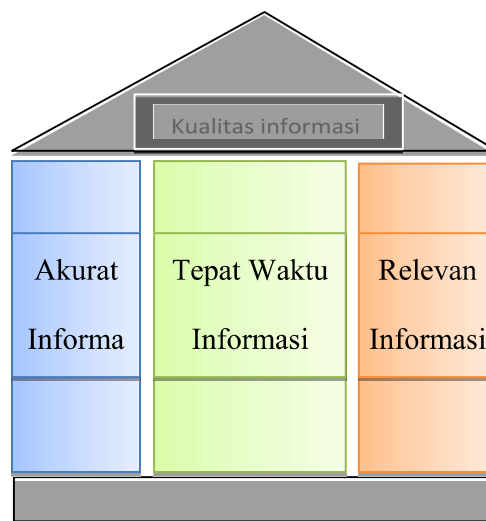 Kualitas informasi
Akurat
Informa
Tepat Waktu
Informasi
Relevan
Informasi